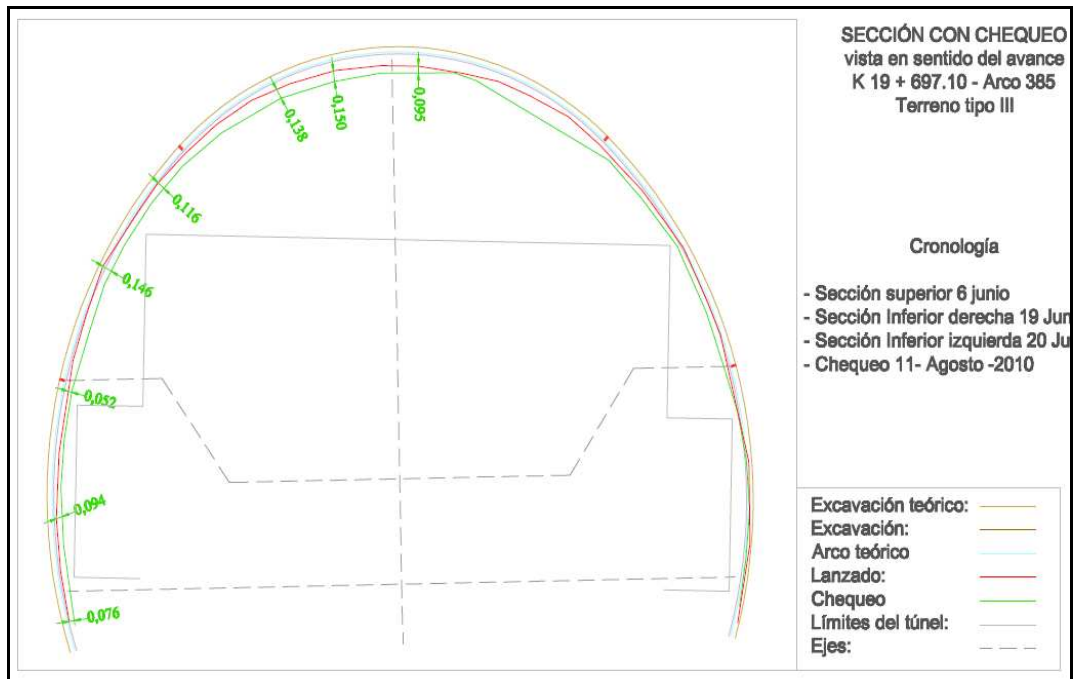 SECCIÓN CON CHEQUEO
vista en sentido del avance
K 19 + 697.10 - Arco 385
Terreno tipo III
0,138
0,150
0,095
0,116
0,146
0,052
0,094
0,076
Cronología
- Sección superior 6 junio
- Sección Inferior derecha 19 Jun
- Sección Inferior izquierda 20 Ju
- Chequeo 11- Agosto -2010
Excavación teórico:
Excavación:
Arco teórico
Lanzado:
Chequeo
Límites del túnel:
Ejes: